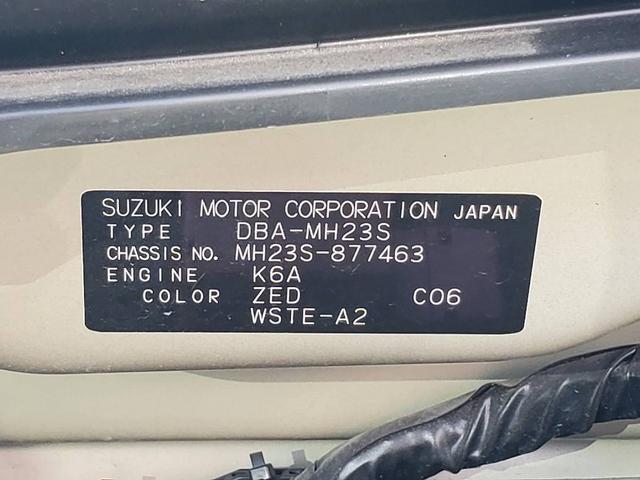 SUZUKI MOTOR CORPORATION JAPAN
TYPE DBA-MH23S
CHASSIS NO. MH23S-877463
ENGINE K6A
COLOR ZED C06
WSTE-A2